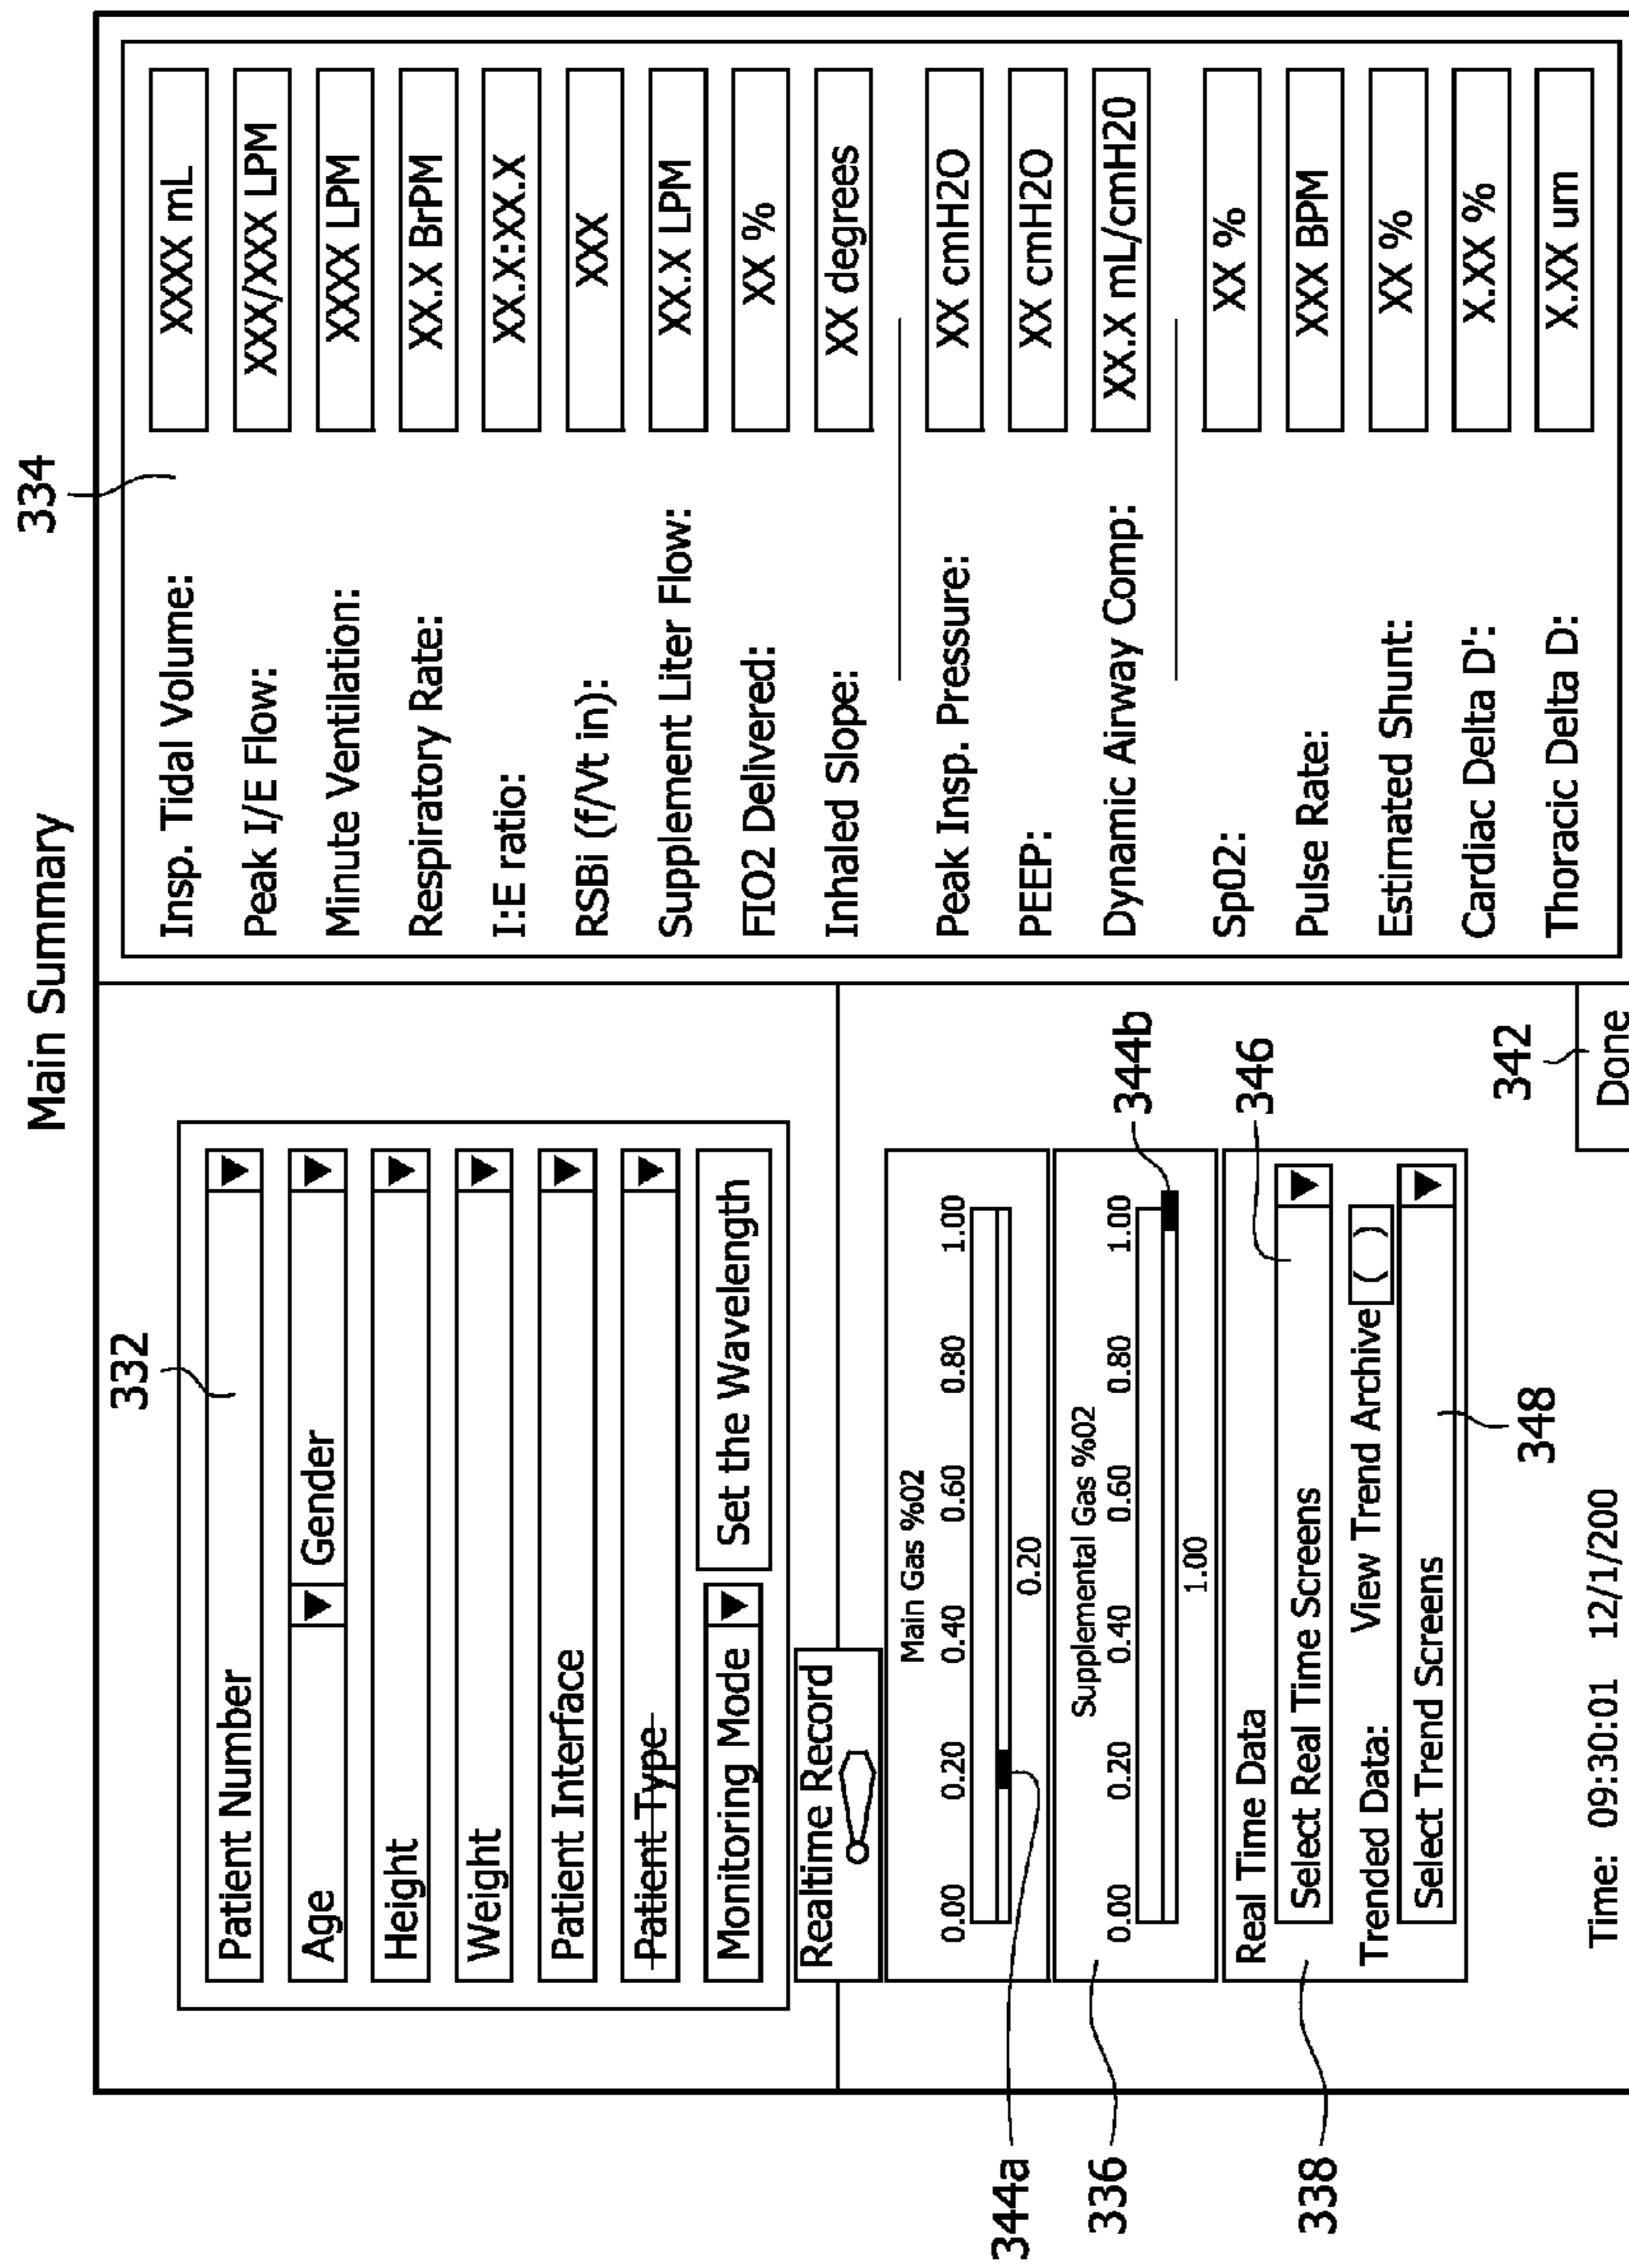 Main Summary
332
Patient Number
Age
Gender
Height
Weight
Patient Interface
Patient Type
Monitoring Mode
Set the Wavelength
Realtime Record
344a
Main Gas %02
0.00 0.20 0.40 0.60 0.80 1.00
0.20
336
Supplemental Gas %02
0.00 0.20 0.40 0.60 0.80 1.00
1.00
344b
338
Real Time Data
346
Select Real Time Screens
Trended Data: View Trend Archive ( )
Select Trend Screens
348
342
Time: 09:30:01 12/1/200
Done
334
Insp. Tidal Volume: XXXX mL
Peak I/E Flow: XXX/XXX LPM
Minute Ventilation: XXXX LPM
Respiratory Rate: XX.X BrPM
I:E ratio: XX.X:XX.X
RSBi (f/Vt in): XXX
Supplement Liter Flow: XX.X LPM
FIO2 Delivered: XX %
Inhaled Slope: XX degrees
Peak Insp. Pressure: XX cmH2O
PEEP: XX cmH2O
Dynamic Airway Comp: XX.X mL/cmH20
Sp02: XX %
Pulse Rate: XXX BPM
Estimated Shunt: XX %
Cardiac Delta D': X.XX %
Thoracic Delta D: X.XX um